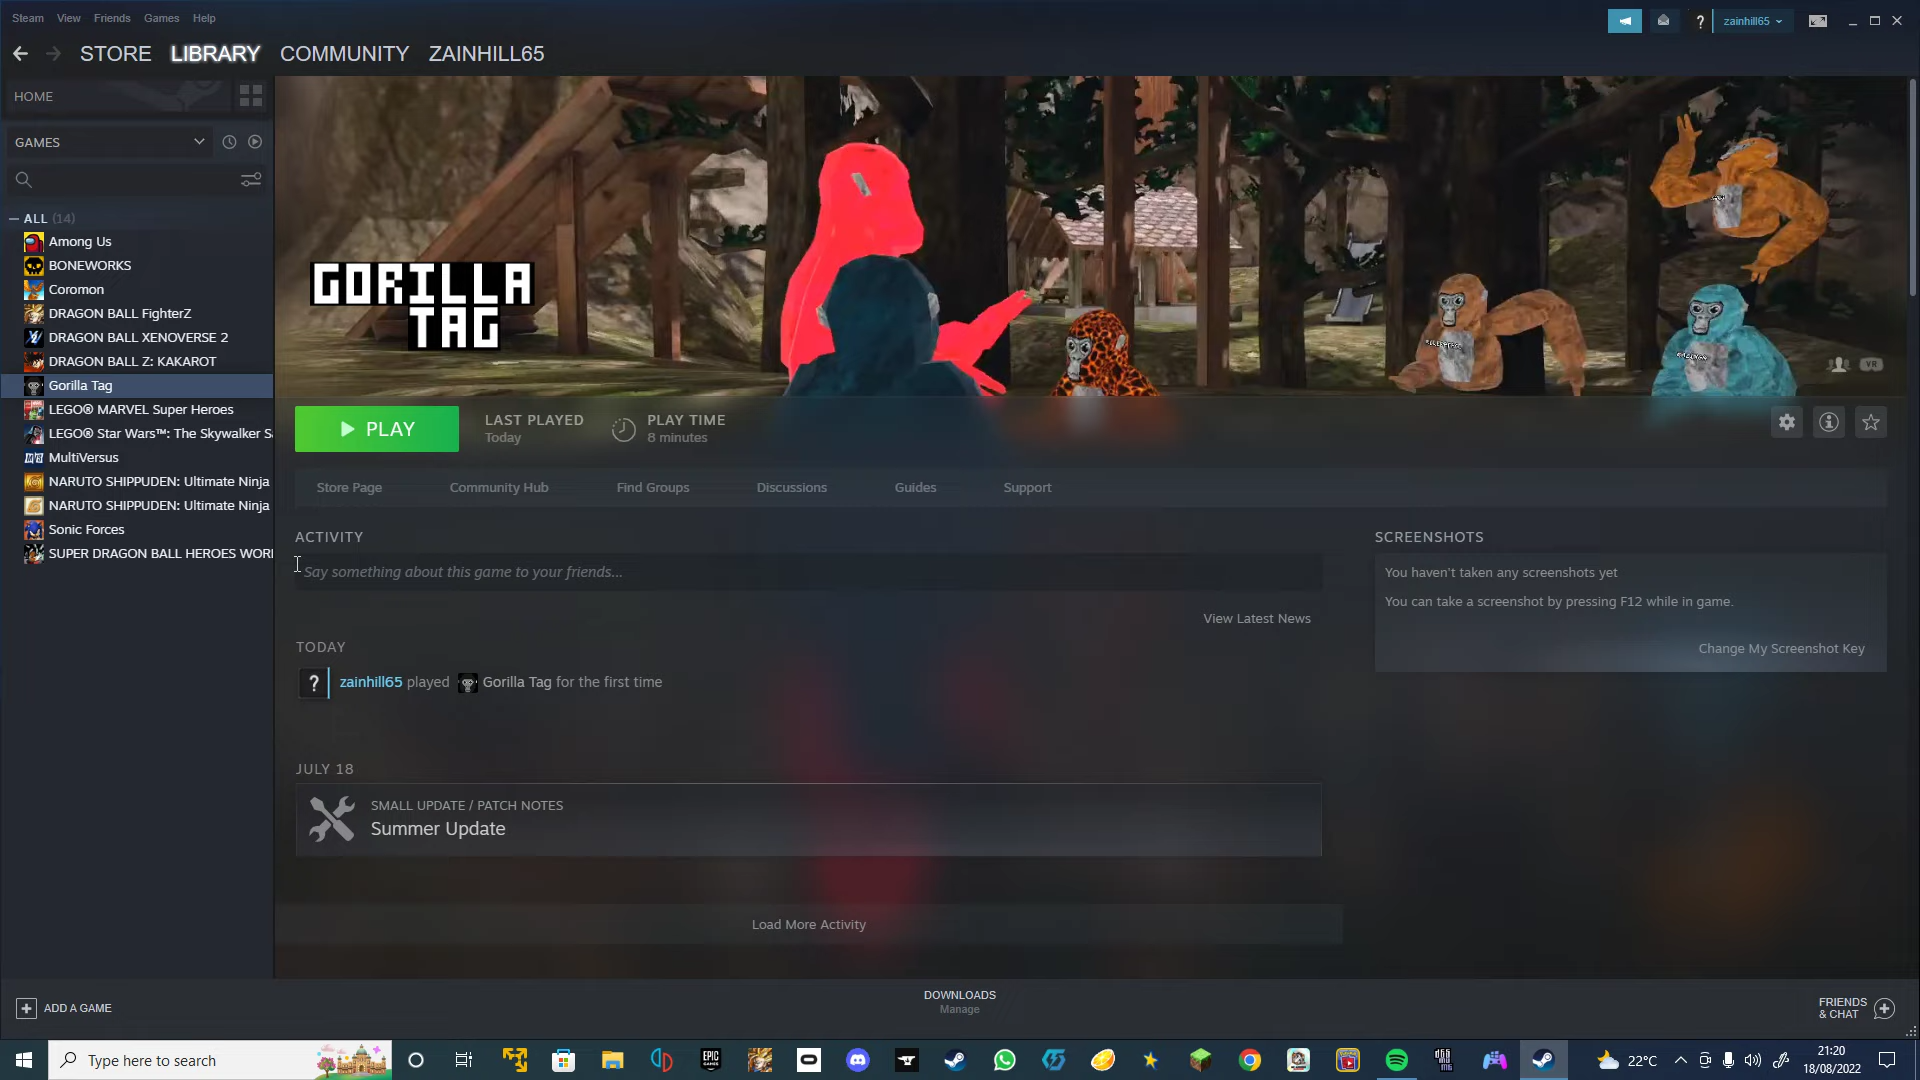 Steam View Friends Games Help
zainhill65
STORE LIBRARY COMMUNITY ZAINHILL65
HOME
GAMES
ALL (14)
Among Us
BONEWORKS
Coromon
DRAGON BALL FighterZ
DRAGON BALL XENOVERSE 2
DRAGON BALL Z: KAKAROT
Gorilla Tag
LEGO® MARVEL Super Heroes
LEGO® Star Wars™: The Skywalker Sa
MultiVersus
NARUTO SHIPPUDEN: Ultimate Ninja
NARUTO SHIPPUDEN: Ultimate Ninja
Sonic Forces
SUPER DRAGON BALL HEROES WORL
GORILLA
TAG
VR
PLAY
LAST PLAYED
Today
PLAY TIME
8 minutes
Store Page Community Hub Find Groups Discussions Guides Support
ACTIVITY
Say something about this game to your friends...
View Latest News
TODAY
zainhill65 played Gorilla Tag for the first time
JULY 18
SMALL UPDATE / PATCH NOTES
Summer Update
Load More Activity
SCREENSHOTS
You haven't taken any screenshots yet
You can take a screenshot by pressing F12 while in game.
Change My Screenshot Key
ADD A GAME
DOWNLOADS
Manage
FRIENDS
& CHAT
Type here to search
EPIC
GAMES
22°C
21:20
18/08/2022